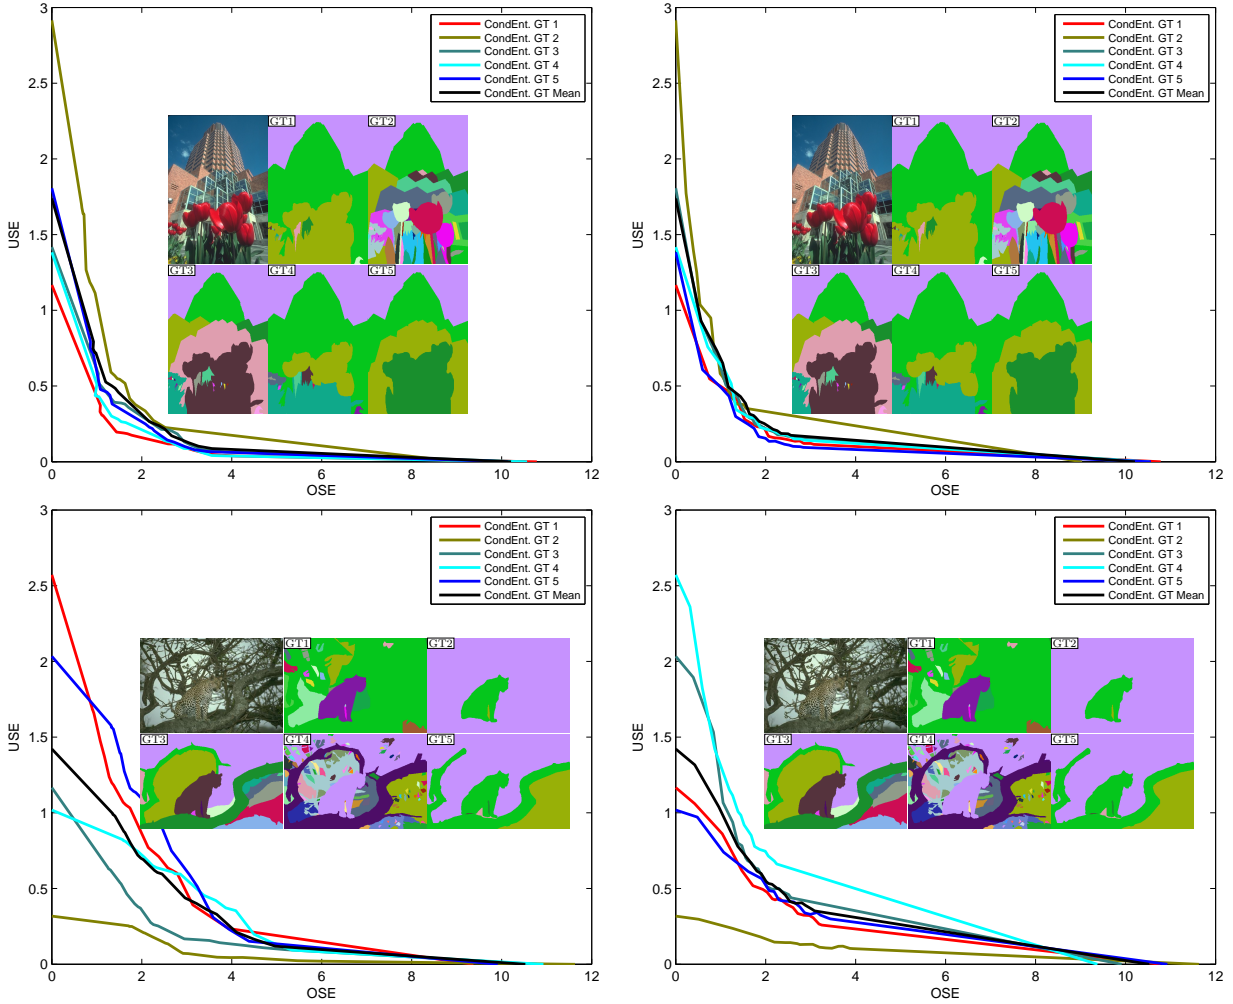 3
2.5
2
1.5
1
0.5
0
0
2
4
6
8
10
12
USE
OSE
CondEnt. GT 1
CondEnt. GT 2
CondEnt. GT 3
CondEnt. GT 4
CondEnt. GT 5
CondEnt. GT Mean
GT1
GT2
GT3
GT4
GT5
3
2.5
2
1.5
1
0.5
0
0
2
4
6
8
10
12
USE
OSE
CondEnt. GT 1
CondEnt. GT 2
CondEnt. GT 3
CondEnt. GT 4
CondEnt. GT 5
CondEnt. GT Mean
GT1
GT2
GT3
GT4
GT5
3
2.5
2
1.5
1
0.5
0
0
2
4
6
8
10
12
USE
OSE
CondEnt. GT 1
CondEnt. GT 2
CondEnt. GT 3
CondEnt. GT 4
CondEnt. GT 5
CondEnt. GT Mean
GT1
GT2
GT3
GT4
GT5
3
2.5
2
1.5
1
0.5
0
0
2
4
6
8
10
12
USE
OSE
CondEnt. GT 1
CondEnt. GT 2
CondEnt. GT 3
CondEnt. GT 4
CondEnt. GT 5
CondEnt. GT Mean
GT1
GT2
GT3
GT4
GT5